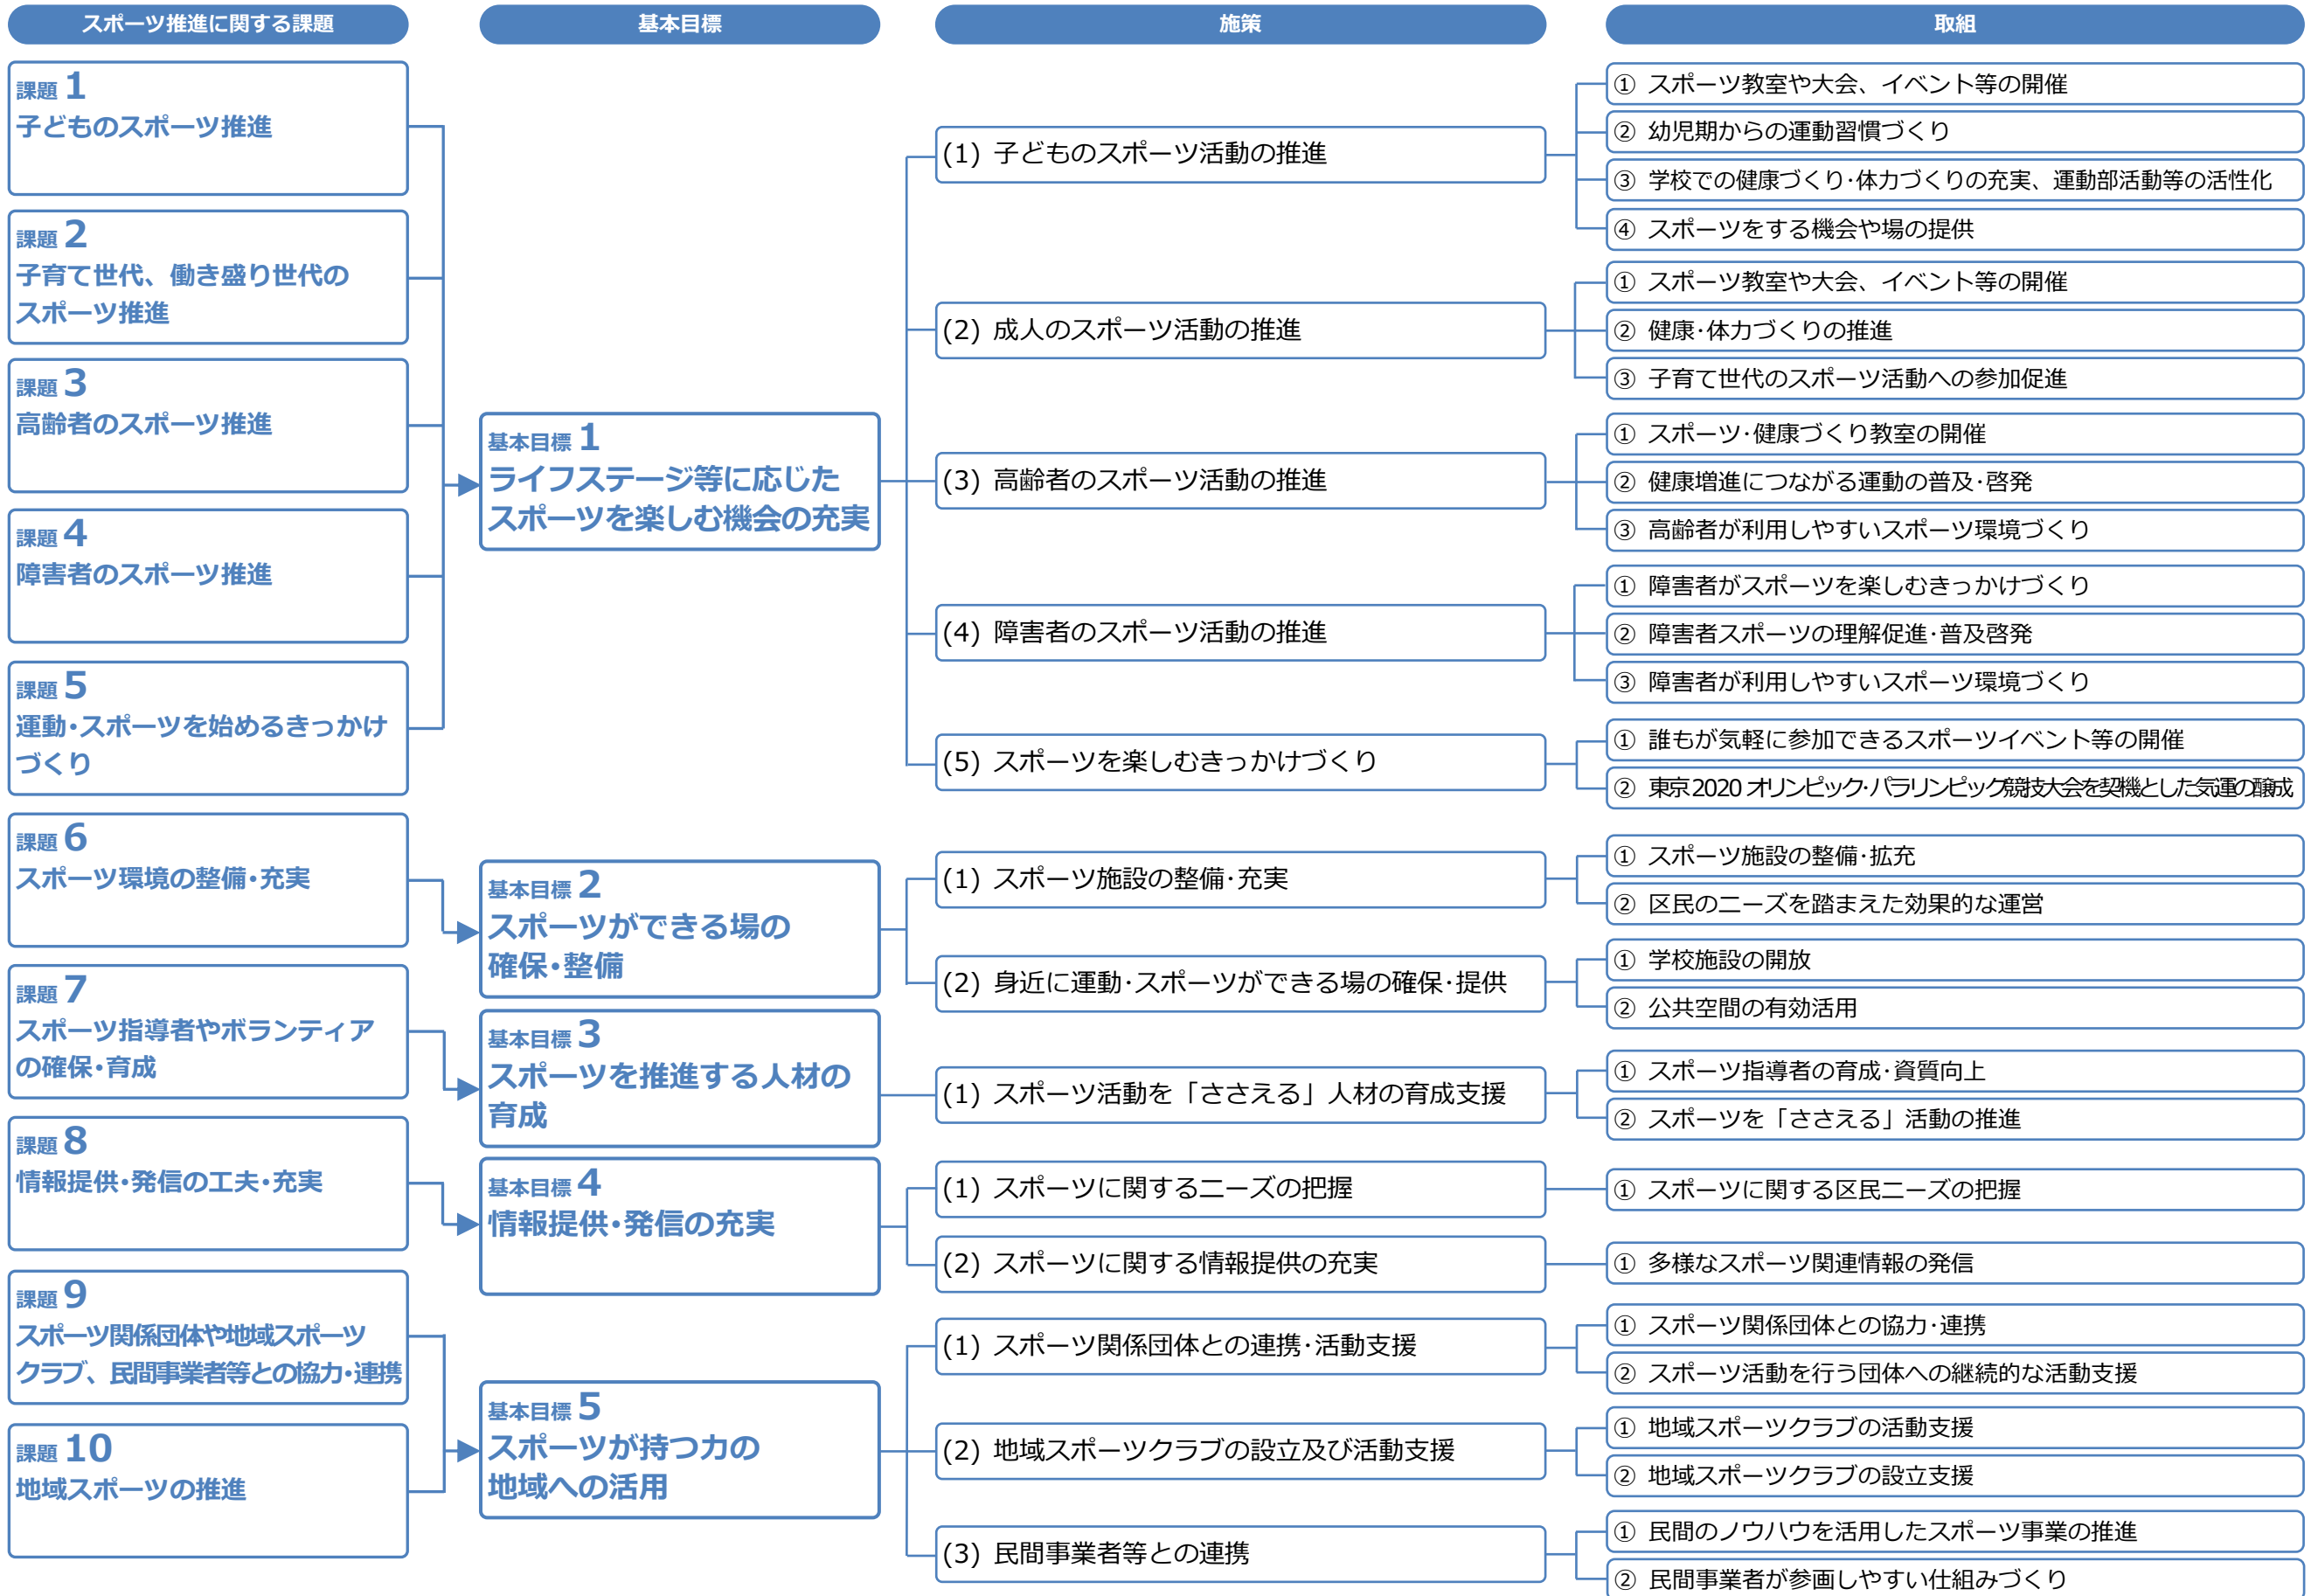 スポーツ推進に関する課題
基本目標
施策
取組
課題 1
子どものスポーツ推進
課題 2
子育て世代、働き盛り世代の
スポーツ推進
課題 3
高齢者のスポーツ推進
課題 4
障害者のスポーツ推進
課題 5
運動・スポーツを始めるきっかけ
づくり
課題 6
スポーツ環境の整備・充実
課題 7
スポーツ指導者やボランティア
の確保・育成
課題 8
情報提供・発信の工夫・充実
課題 9
スポーツ関係団体や地域スポーツ
クラブ、民間事業者等との協力・連携
課題 10
地域スポーツの推進
基本目標 1
ライフステージ等に応じた
スポーツを楽しむ機会の充実
基本目標 2
スポーツができる場の
確保・整備
基本目標 3
スポーツを推進する人材の
育成
基本目標 4
情報提供・発信の充実
基本目標 5
スポーツが持つ力の
地域への活用
(1) 子どものスポーツ活動の推進
(2) 成人のスポーツ活動の推進
(3) 高齢者のスポーツ活動の推進
(4) 障害者のスポーツ活動の推進
(5) スポーツを楽しむきっかけづくり
(1) スポーツ施設の整備・充実
(2) 身近に運動・スポーツができる場の確保・提供
(1) スポーツ活動を「ささえる」人材の育成支援
(1) スポーツに関するニーズの把握
(2) スポーツに関する情報提供の充実
(1) スポーツ関係団体との連携・活動支援
(2) 地域スポーツクラブの設立及び活動支援
(3) 民間事業者等との連携
① スポーツ教室や大会、イベント等の開催
② 幼児期からの運動習慣づくり
③ 学校での健康づくり・体力づくりの充実、運動部活動等の活性化
④ スポーツをする機会や場の提供
① スポーツ教室や大会、イベント等の開催
② 健康・体力づくりの推進
③ 子育て世代のスポーツ活動への参加促進
① スポーツ・健康づくり教室の開催
② 健康増進につながる運動の普及・啓発
③ 高齢者が利用しやすいスポーツ環境づくり
① 障害者がスポーツを楽しむきっかけづくり
② 障害者スポーツの理解促進・普及啓発
③ 障害者が利用しやすいスポーツ環境づくり
① 誰もが気軽に参加できるスポーツイベント等の開催
② 東京2020オリンピック・パラリンピック競技大会を契機とした気運の醸成
① スポーツ施設の整備・拡充
② 区民のニーズを踏まえた効果的な運営
① 学校施設の開放
② 公共空間の有効活用
① スポーツ指導者の育成・資質向上
② スポーツを「ささえる」活動の推進
① スポーツに関する区民ニーズの把握
① 多様なスポーツ関連情報の発信
① スポーツ関係団体との協力・連携
② スポーツ活動を行う団体への継続的な活動支援
① 地域スポーツクラブの活動支援
② 地域スポーツクラブの設立支援
① 民間のノウハウを活用したスポーツ事業の推進
② 民間事業者が参画しやすい仕組みづくり